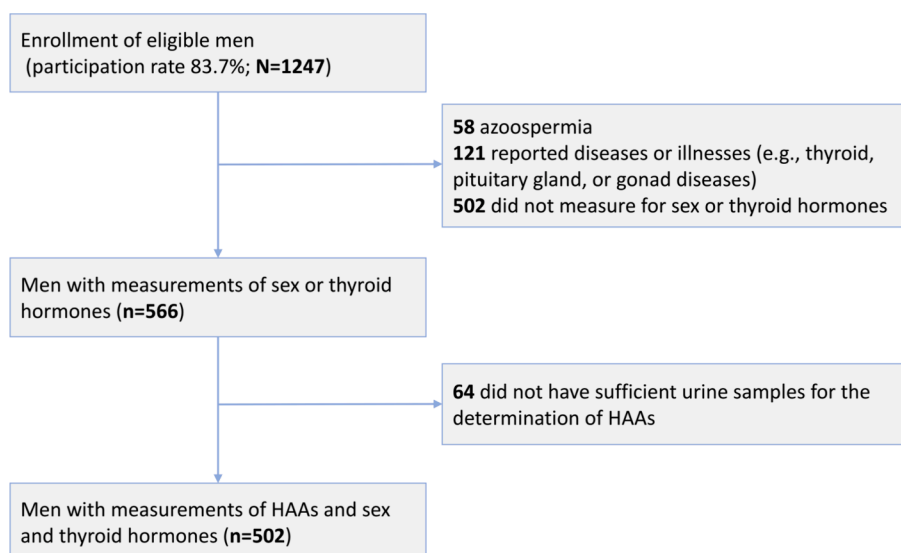 Enrollment of eligible men
(participation rate 83.7%; N=1247)
58 azoospermia
121 reported diseases or illnesses (e.g., thyroid,
pituitary gland, or gonad diseases)
502 did not measure for sex or thyroid hormones
Men with measurements of sex or thyroid
hormones (n=566)
64 did not have sufficient urine samples for the
determination of HAAs
Men with measurements of HAAs and sex
and thyroid hormones (n=502)